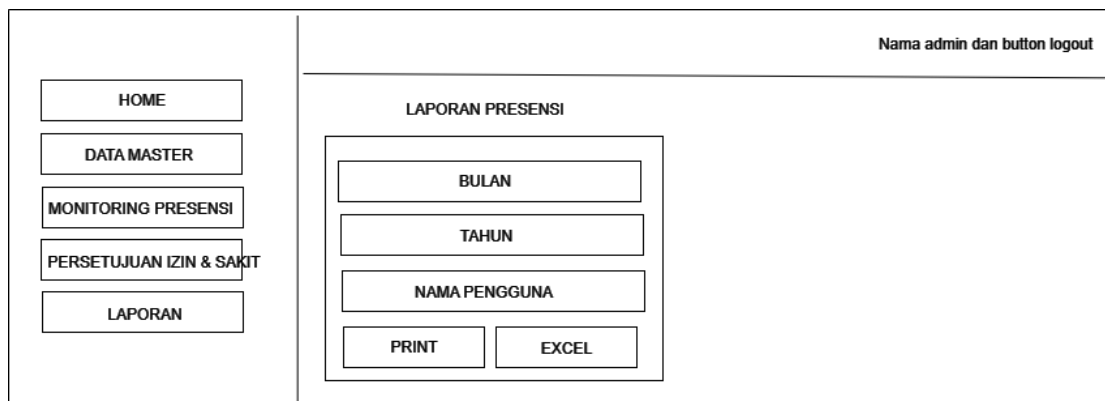 Nama admin dan button logout
HOME
DATA MASTER
MONITORING PRESENSI
PERSETUJUAN IZIN & SAKIT
LAPORAN
LAPORAN PRESENSI
BULAN
TAHUN
NAMA PENGGUNA
PRINT
EXCEL